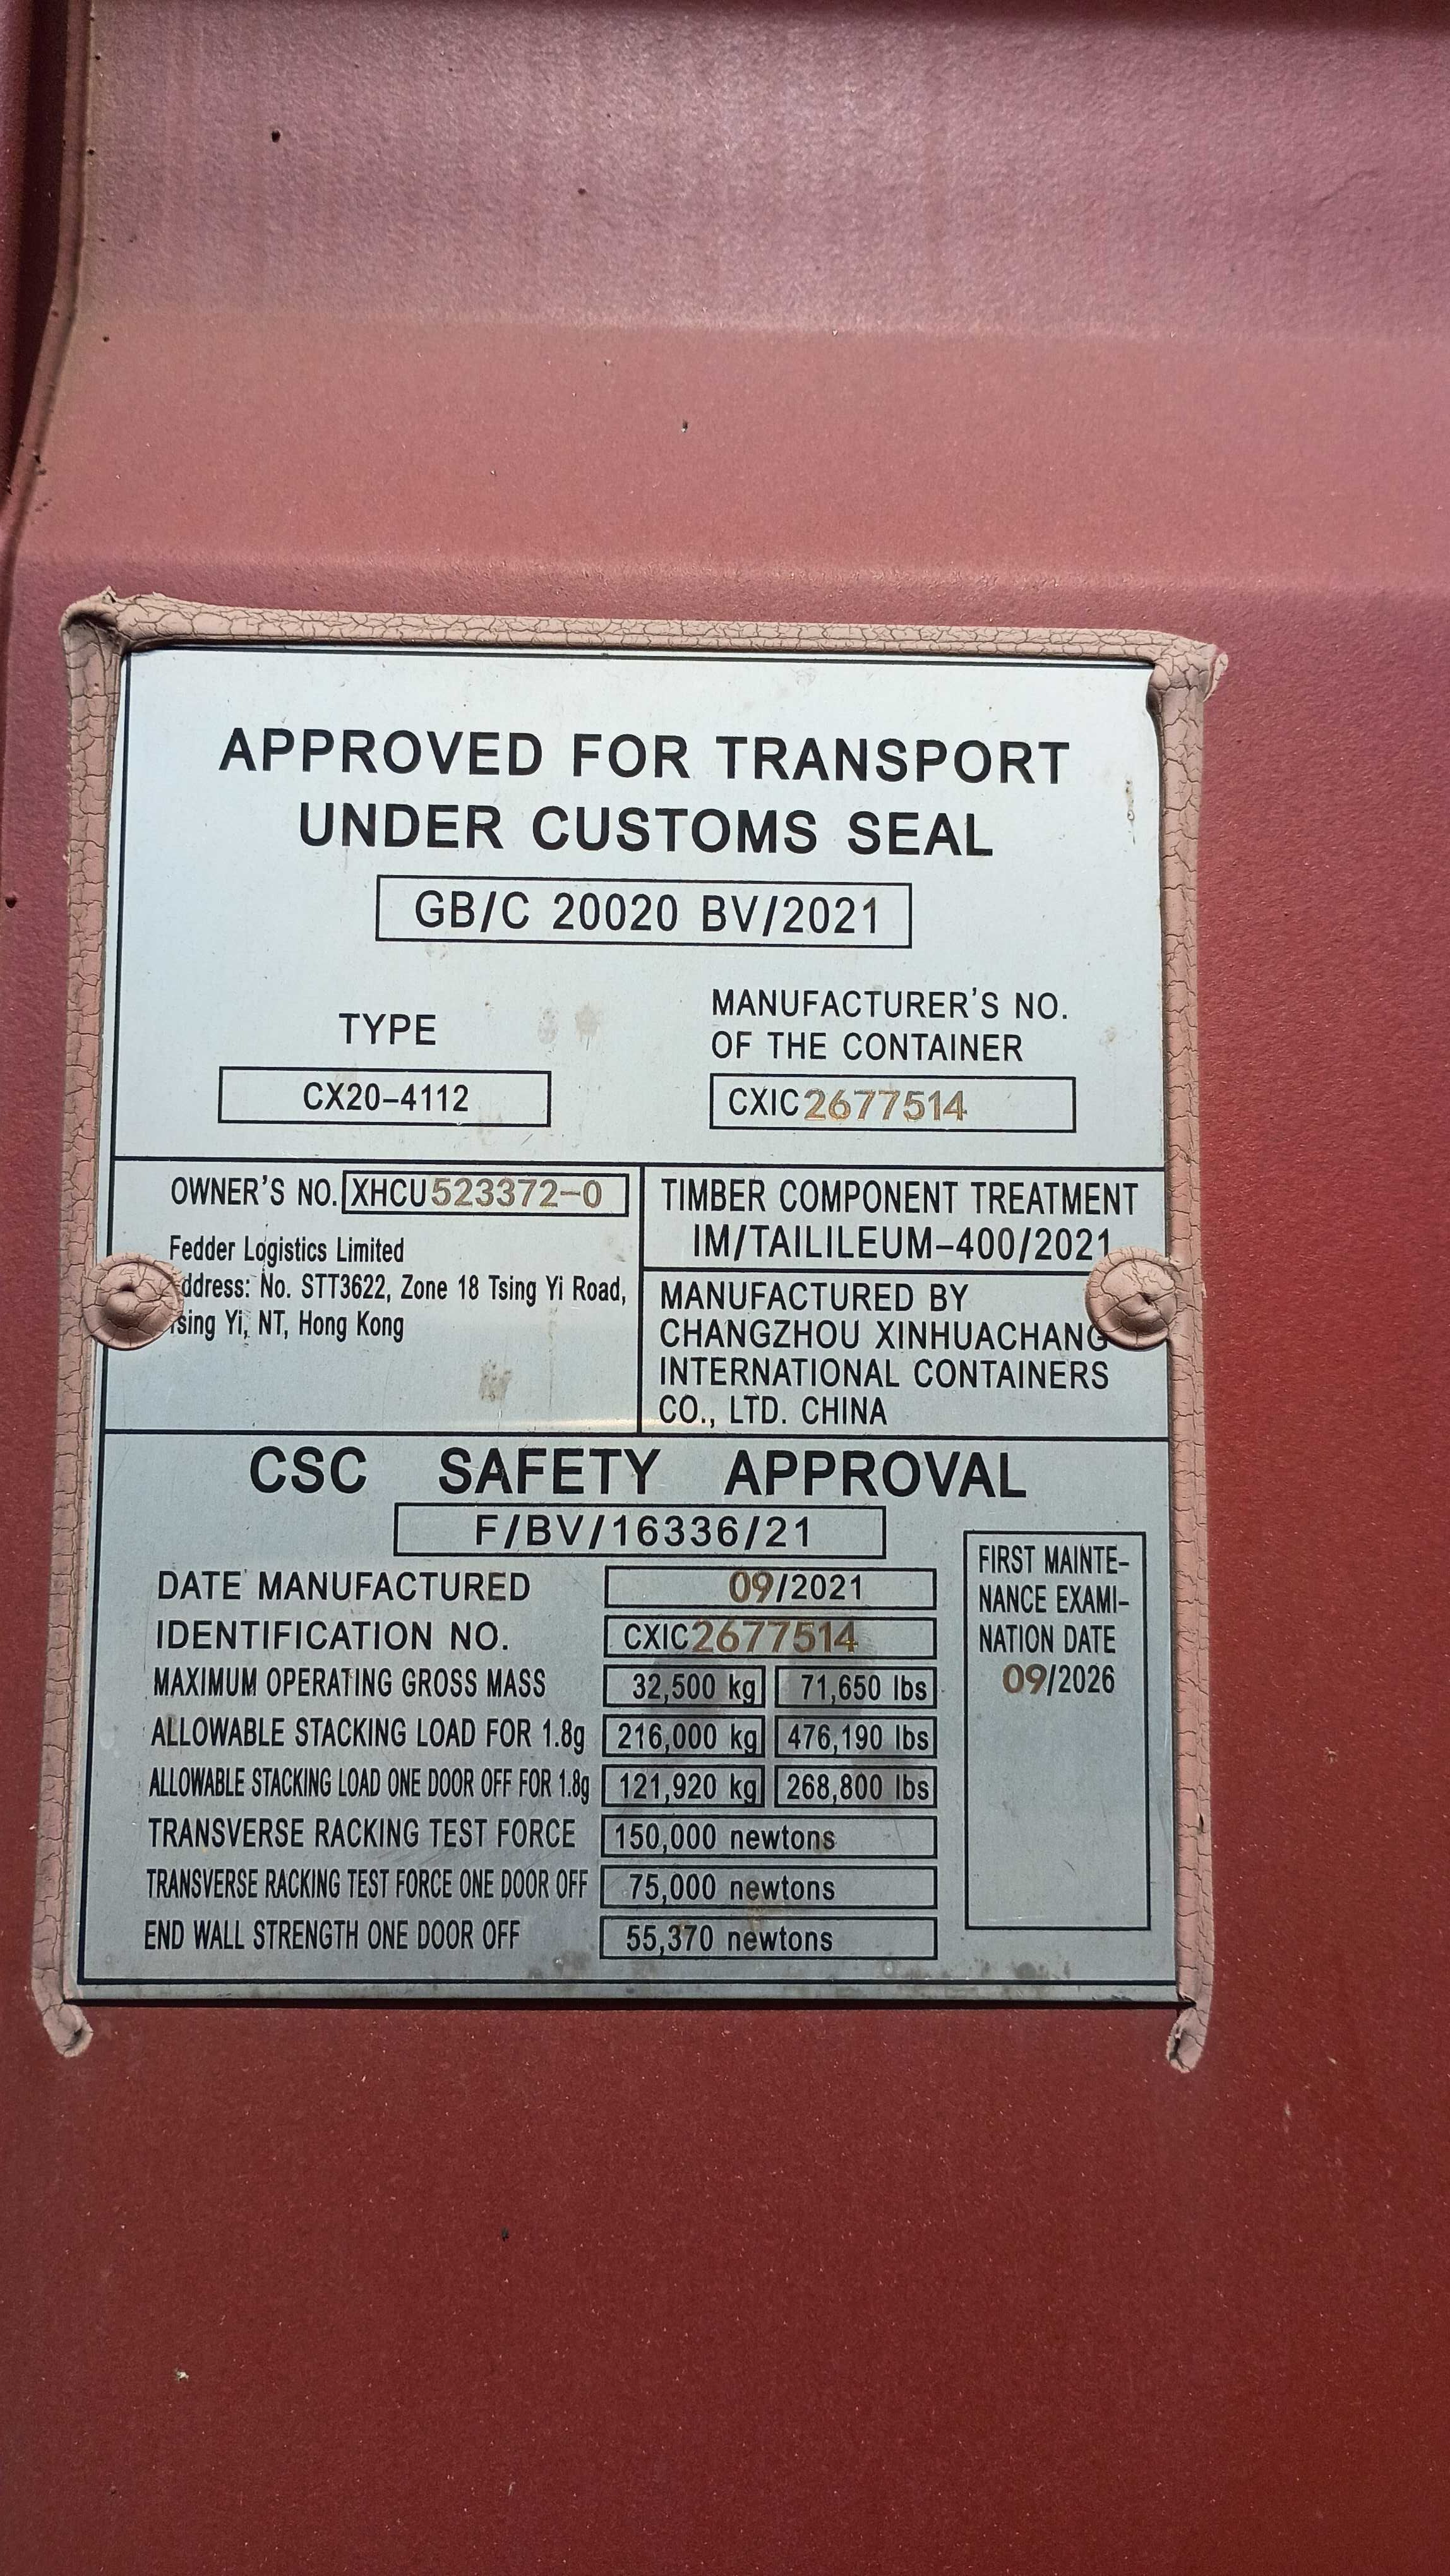 APPROVED FOR TRANSPORT
UNDER CUSTOMS SEAL
GB/C 20020 BV/2021
TYPE
CX20-4112
MANUFACTURER'S NO.
OF THE CONTAINER
CXIC2677514
OWNER'S NO. XHCU523372-0
Fedder Logistics Limited
ddress: No. STT3622, Zone 18 Tsing Yi Road,
sing Yi, NT, Hong Kong
TIMBER COMPONENT TREATMENT
IM/TAILILEUM-400/2021
MANUFACTURED BY
CHANGZHOU XINHUACHANG
INTERNATIONAL CONTAINERS
CO., LTD. CHINA
CSC SAFETY APPROVAL
F/BV/16336/21
DATE MANUFACTURED 09/2021
IDENTIFICATION NO. CXIC2677514
MAXIMUM OPERATING GROSS MASS 32,500 kg 71,650 lbs
ALLOWABLE STACKING LOAD FOR 1.8g 216,000 kg 476,190 lbs
ALLOWABLE STACKING LOAD ONE DOOR OFF FOR 1.8g 121,920 kg 268,800 lbs
TRANSVERSE RACKING TEST FORCE 150,000 newtons
TRANSVERSE RACKING TEST FORCE ONE DOOR OFF 75,000 newtons
END WALL STRENGTH ONE DOOR OFF 55,370 newtons
FIRST MAINTE-
NANCE EXAMI-
NATION DATE
09/2026